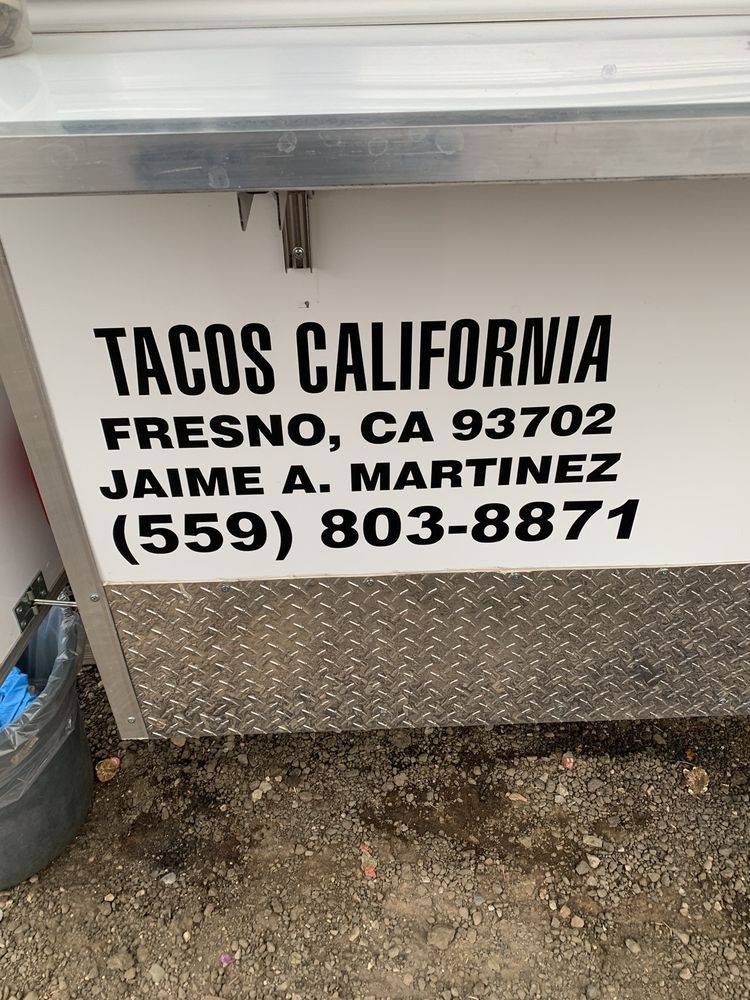 TACOS CALIFORNIA
FRESNO, CA 93702
JAIME A. MARTINEZ
(559) 803-8871